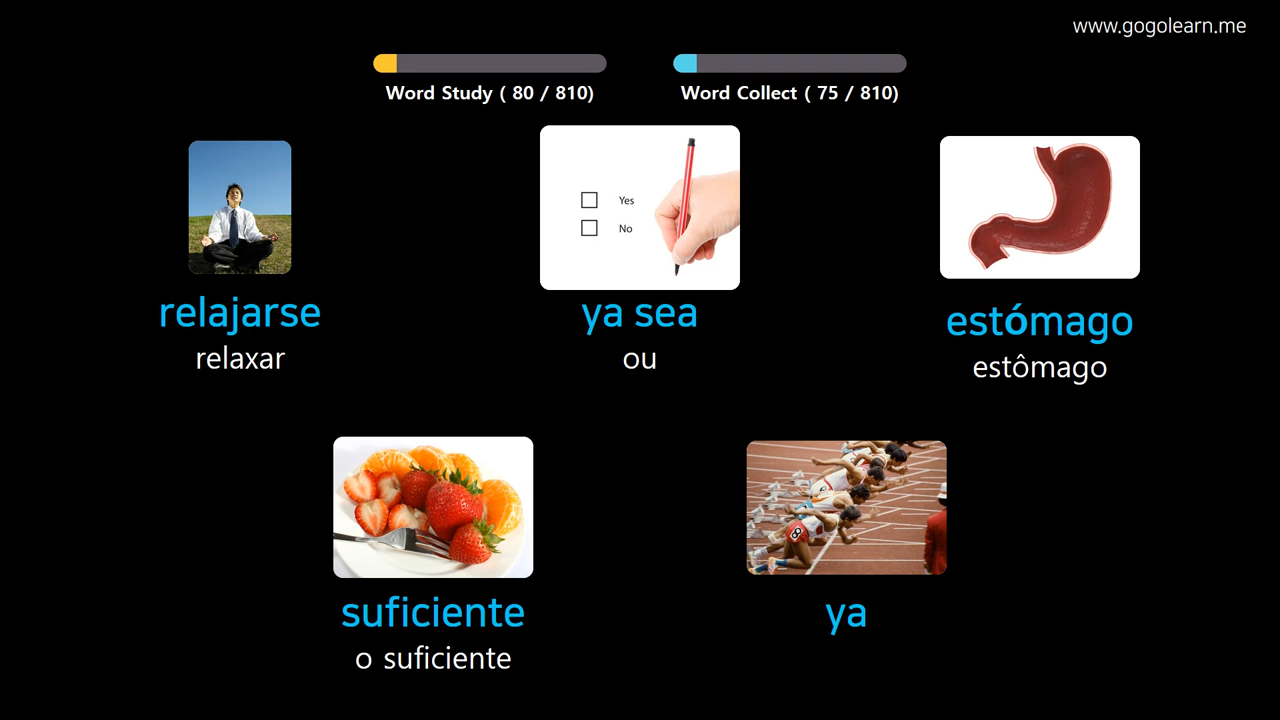 www.gogolearn.me
Word Study ( 80 / 810)
Word Collect ( 75 / 810)
Yes
No
relajarse
relaxar
ya sea
ou
estómago
estômago
8
suficiente
o suficiente
ya